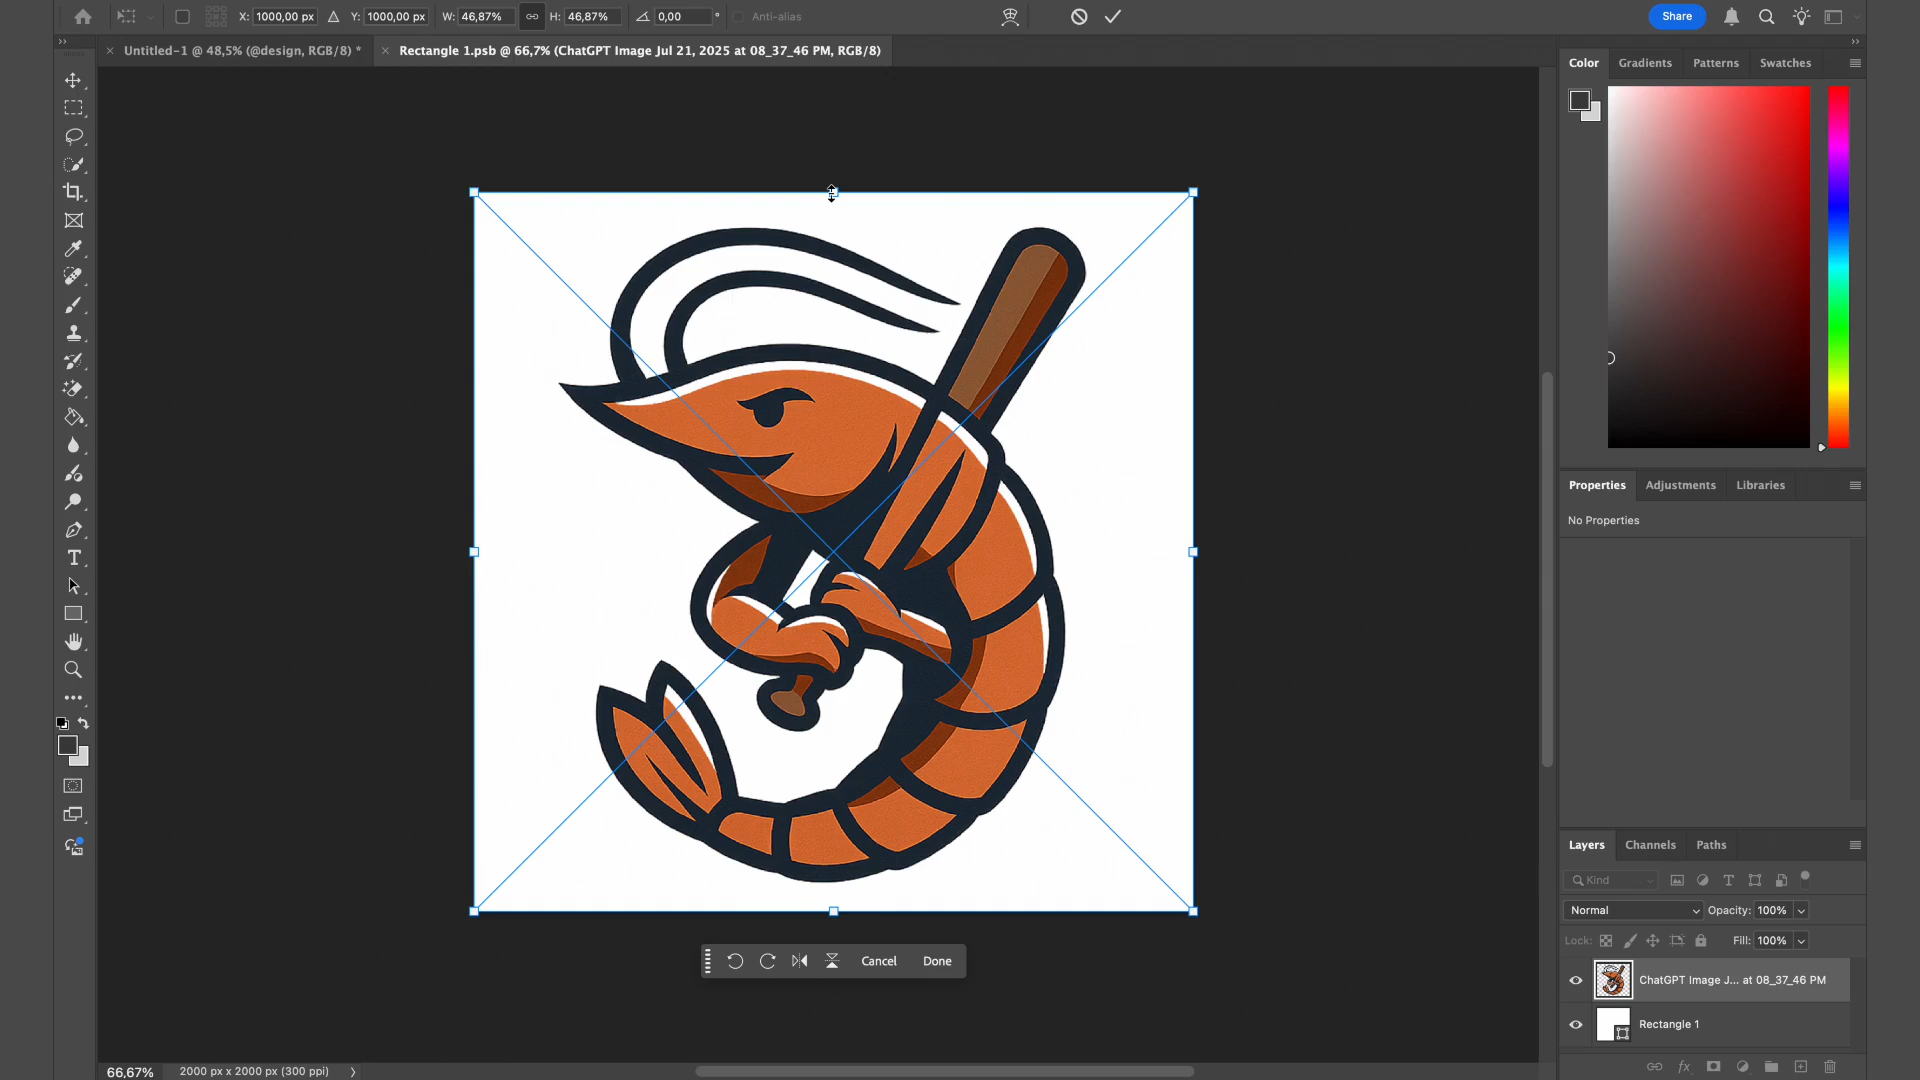 X: 1000,00 px Y: 1000,00 px W: 46,87% H: 46,87% 0,00 ° Anti-alias Share
Untitled-1 @ 48,5% (@design, RGB/8) * Rectangle 1.psb @ 66,7% (ChatGPT Image Jul 21, 2025 at 08_37_46 PM, RGB/8)
Color Gradients Patterns Swatches
Properties Adjustments Libraries
No Properties
Layers Channels Paths
Kind
Normal Opacity: 100%
Lock: Fill: 100%
ChatGPT Image J... at 08_37_46 PM
Rectangle 1
Cancel Done
66,67% 2000 px x 2000 px (300 ppi)